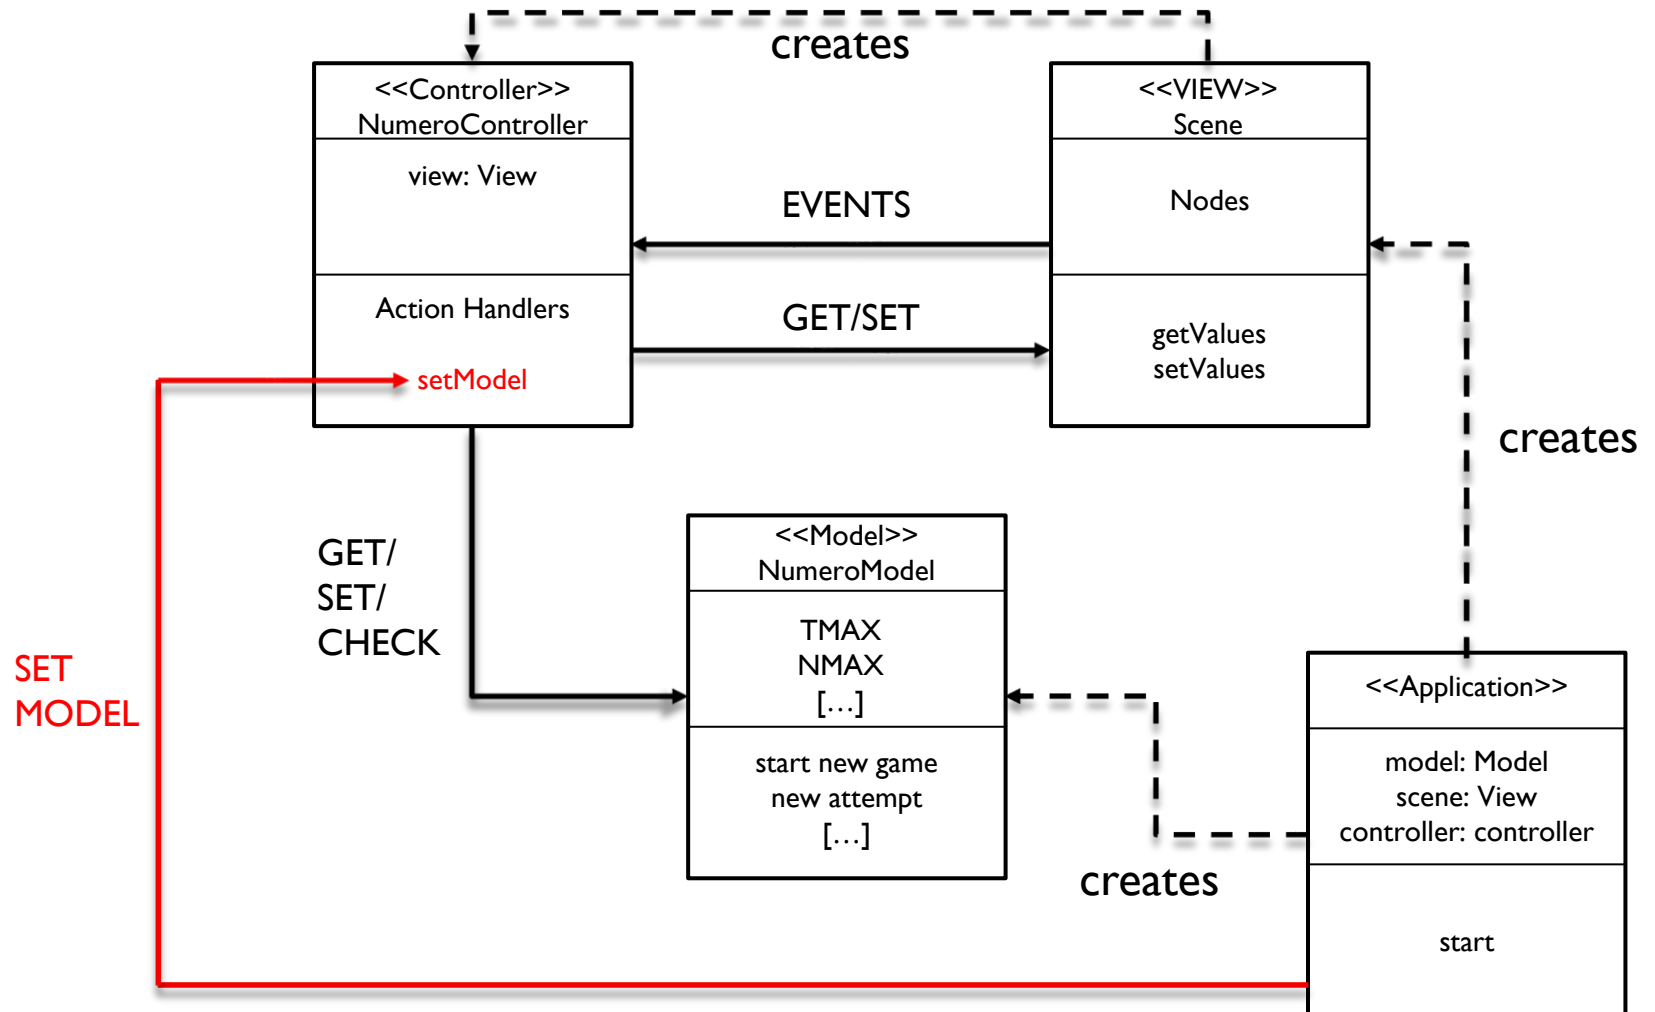 creates
<<Controller>>
NumeroController
view: View
Action Handlers
setModel
<<VIEW>>
Scene
Nodes
getValues
setValues
EVENTS
GET/SET
creates
GET/
SET/
CHECK
SET
MODEL
<<Model>>
NumeroModel
TMAX
NMAX
[...]
start new game
new attempt
[...]
creates
<<Application>>
model: Model
scene: View
controller: controller
start